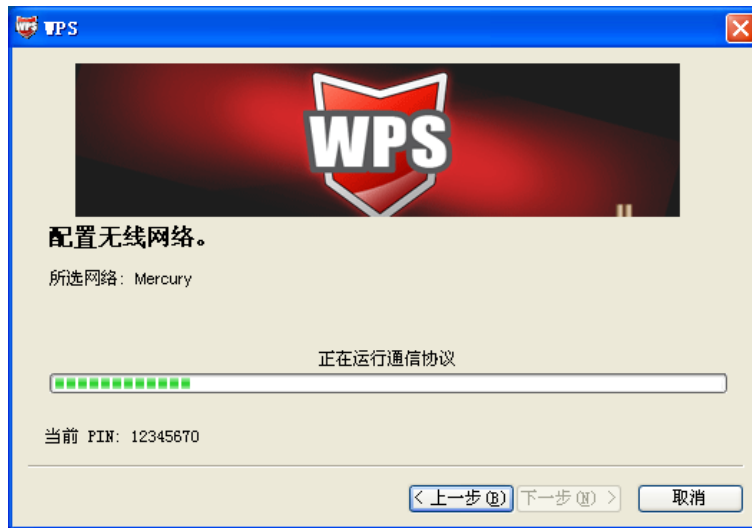 WPS
WPS
配置无线网络。
所选网络: Mercury
正在运行通信协议
当前 PIN: 12345670
< 上一步(B) 下一步(N) > 取消